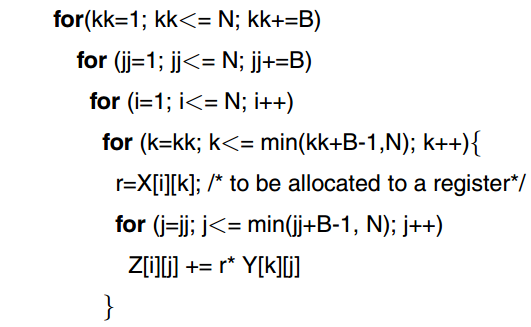 for(kk=1; kk<= N; kk+=B)
for (jj=1; jj<= N; jj+=B)
for (i=1; i<= N; i++)
for (k=kk; k<= min(kk+B-1,N); k++){
r=X[i][k]; /* to be allocated to a register*/
for (j=jj; j<= min(jj+B-1, N); j++)
Z[i][j] += r* Y[k][j]
}